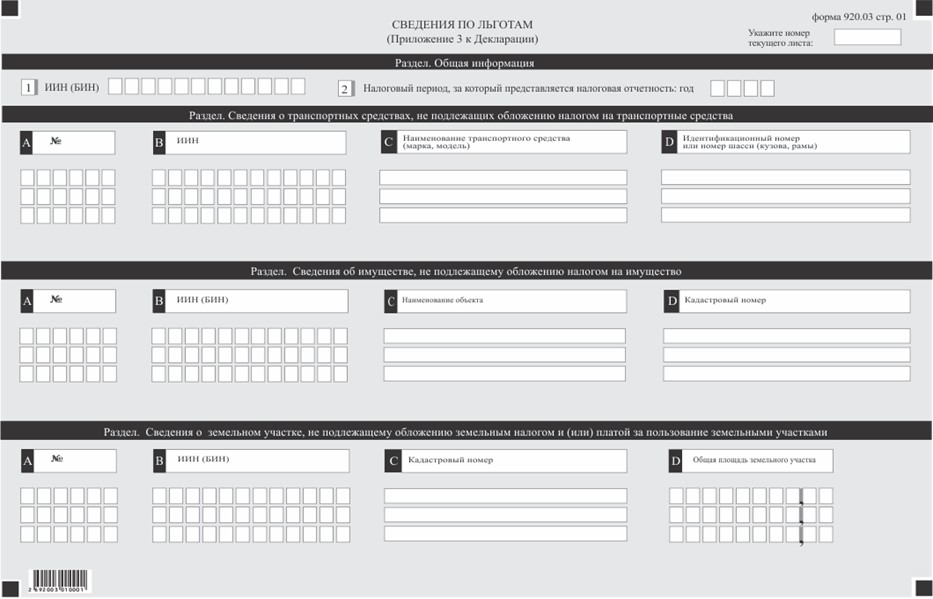 форма 920.03 стр. 01
СВЕДЕНИЯ ПО ЛЬГОТАМ
(Приложение 3 к Декларации)
Укажите номер
текущего листа:
Раздел. Общая информация
1 ИИН (БИН)
2 Налоговый период, за который представляется налоговая отчетность: год
Раздел. Сведения о транспортных средствах, не подлежащих обложению налогом на транспортные средства
A №
B ИИН
C Наименование транспортного средства
(марка, модель)
D Идентификационный номер
или номер шасси (кузова, рамы)
Раздел. Сведения об имуществе, не подлежащему обложению налогом на имущество
A №
B ИИН (БИН)
C Наименование объекта
D Кадастровый номер
Раздел. Сведения о земельном участке, не подлежащему обложению земельным налогом и (или) платой за пользование земельными участками
A №
B ИИН (БИН)
C Кадастровый номер
D Общая площадь земельного участка
,
,
,
2 892003 010001